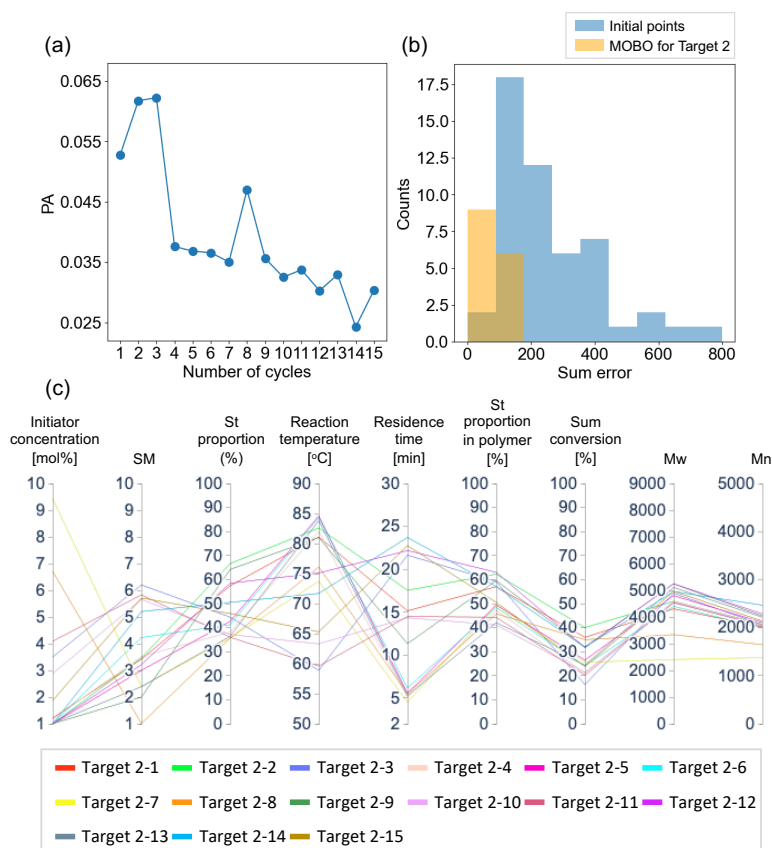 (a)
(b)
Initial points
MOBO for Target 2
0.065
0.055
0.045
0.035
0.025
PA
1 2 3 4 5 6 7 8 9 10 11 12 13 14 15
Number of cycles
17.5
15.0
12.5
10.0
7.5
5.0
2.5
0.0
Counts
0 200 400 600 800
Sum error
(c)
Initiator concentration [mol%]
SM
St proportion (%)
Reaction temperature [°C]
Residence time [min]
St proportion in polymer [%]
Sum conversion [%]
Mw
Mn
10 10 100 90 30 100 100 9000 5000
9 9 90 85 25 90 90 8000 4000
8 8 80 80 20 80 80 7000 3000
7 7 70 75 15 70 70 6000 2000
6 6 60 70 10 60 60 5000 1000
5 5 50 65 5 50 50 4000 0
4 4 40 60 2 40 40 3000
3 3 30 55 30 30 2000
2 2 20 50 20 20 1000
1 1 10 10 10 0
0 0 0
Target 2-1 Target 2-2 Target 2-3 Target 2-4 Target 2-5 Target 2-6
Target 2-7 Target 2-8 Target 2-9 Target 2-10 Target 2-11 Target 2-12
Target 2-13 Target 2-14 Target 2-15